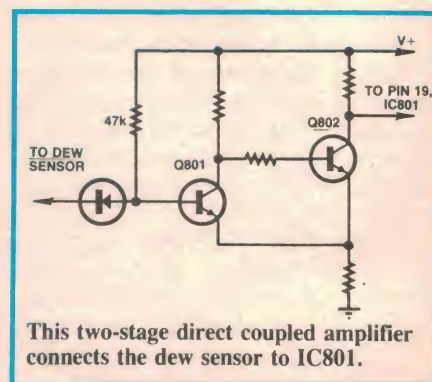 V+
TO PIN 19,
IC801
47k
Q802
TO DEW
SENSOR
Q801
This two-stage direct coupled amplifier
connects the dew sensor to IC801.